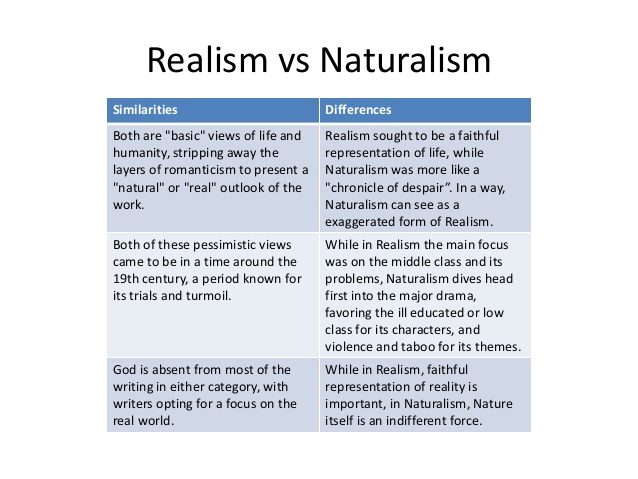 Realism vs Naturalism
Similarities
Differences
Both are "basic" views of life and
humanity, stripping away the
layers of romanticism to present a
"natural" or "real" outlook of the
work.
Realism sought to be a faithful
representation of life, while
Naturalism was more like a
"chronicle of despair”. In a way,
Naturalism can see as a
exaggerated form of Realism.
Both of these pessimistic views
came to be in a time around the
19th century, a period known for
its trials and turmoil.
While in Realism the main focus
was on the middle class and its
problems, Naturalism dives head
first into the major drama,
favoring the ill educated or low
class for its characters, and
violence and taboo for its themes.
God is absent from most of the
writing in either category, with
writers opting for a focus on the
real world.
While in Realism, faithful
representation of reality is
important, in Naturalism, Nature
itself is an indifferent force.